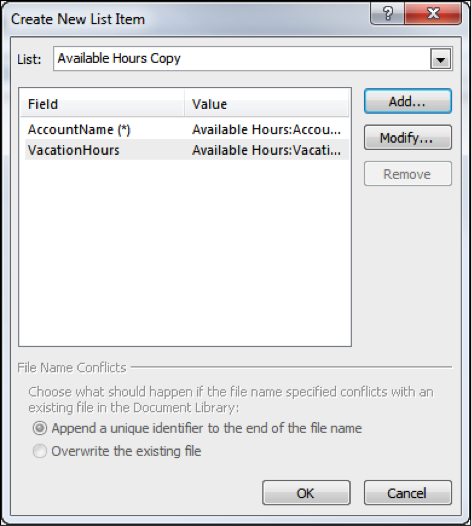 Create New List Item
?
List: Available Hours Copy
Field Value
AccountName (*) Available Hours:Accou...
VacationHours Available Hours:Vacati...
Add...
Modify...
Remove
File Name Conflicts
Choose what should happen if the file name specified conflicts with an
existing file in the Document Library:
Append a unique identifier to the end of the file name
Overwrite the existing file
OK Cancel